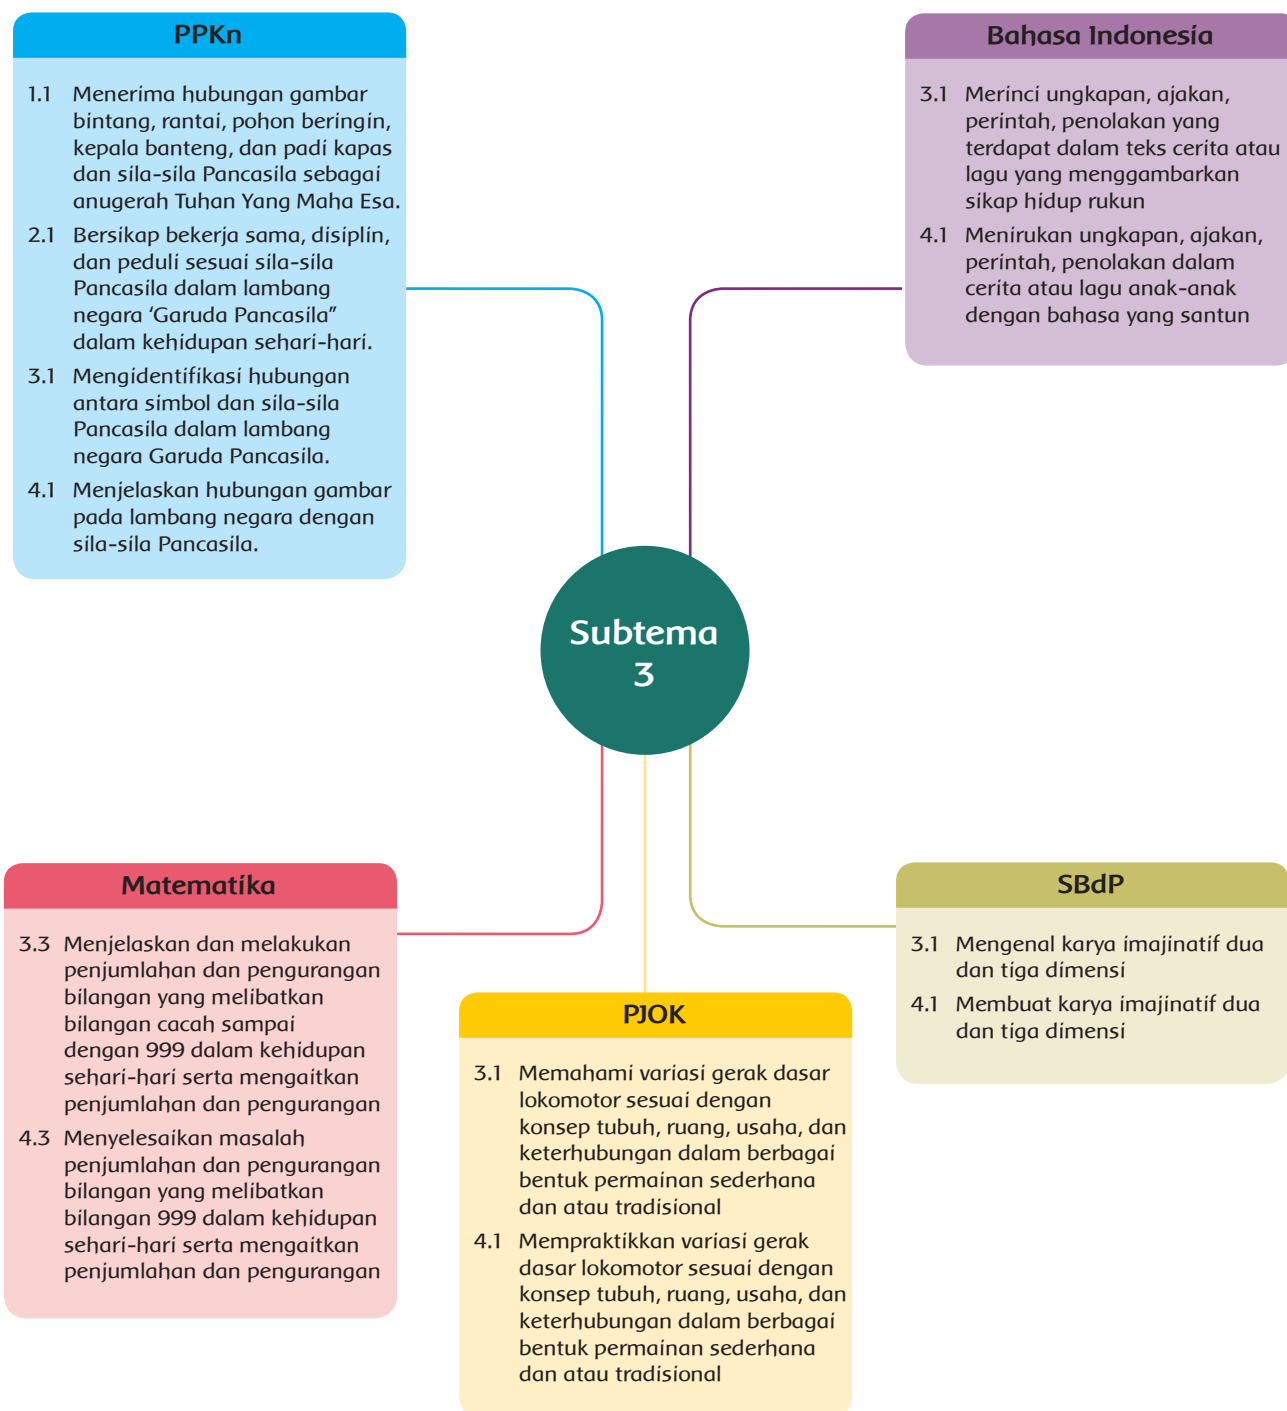 PPKn
1.1 Menerima hubungan gambar
bintang, rantai, pohon beringin,
kepala banteng, dan padi kapas
dan sila-sila Pancasila sebagai
anugerah Tuhan Yang Maha Esa.
2.1 Bersikap bekerja sama, disiplin,
dan peduli sesuai sila-sila
Pancasila dalam lambang
negara ‘Garuda Pancasila”
dalam kehidupan sehari-hari.
3.1 Mengidentifikasi hubungan
antara simbol dan sila-sila
Pancasila dalam lambang
negara Garuda Pancasila.
4.1 Menjelaskan hubungan gambar
pada lambang negara dengan
sila-sila Pancasila.
Bahasa Indonesia
3.1 Merinci ungkapan, ajakan,
perintah, penolakan yang
terdapat dalam teks cerita atau
lagu yang menggambarkan
sikap hidup rukun
4.1 Menirukan ungkapan, ajakan,
perintah, penolakan dalam
cerita atau lagu anak-anak
dengan bahasa yang santun
Subtema
3
Matematika
3.3 Menjelaskan dan melakukan
penjumlahan dan pengurangan
bilangan yang melibatkan
bilangan cacah sampai
dengan 999 dalam kehidupan
sehari-hari serta mengaitkan
penjumlahan dan pengurangan
4.3 Menyelesaikan masalah
penjumlahan dan pengurangan
bilangan yang melibatkan
bilangan 999 dalam kehidupan
sehari-hari serta mengaitkan
penjumlahan dan pengurangan
PJOK
3.1 Memahami variasi gerak dasar
lokomotor sesuai dengan
konsep tubuh, ruang, usaha, dan
keterhubungan dalam berbagai
bentuk permainan sederhana
dan atau tradisional
4.1 Mempraktikkan variasi gerak
dasar lokomotor sesuai dengan
konsep tubuh, ruang, usaha, dan
keterhubungan dalam berbagai
bentuk permainan sederhana
dan atau tradisional
SBdP
3.1 Mengenal karya imajinatif dua
dan tiga dimensi
4.1 Membuat karya imajinatif dua
dan tiga dimensi